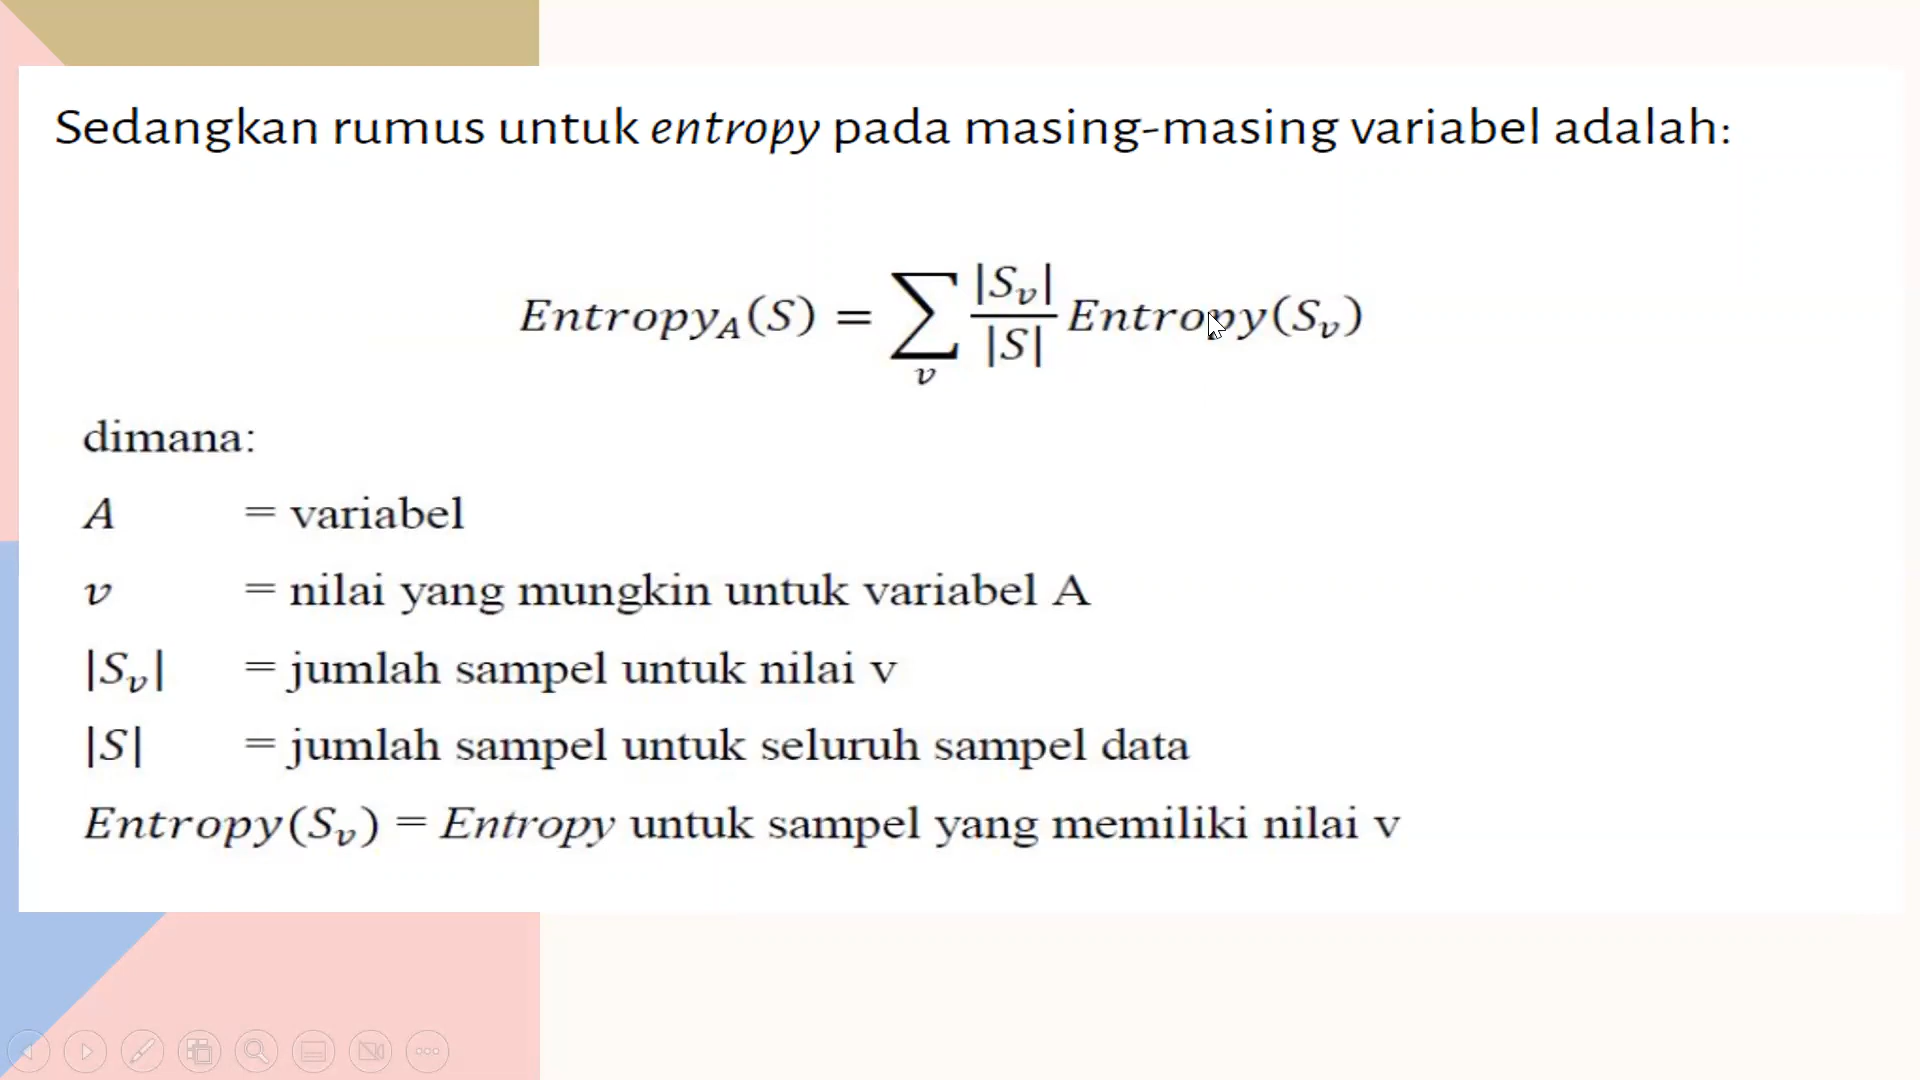 Sedangkan rumus untuk entropy pada masing-masing variabel adalah:
Entropy_A(S) = ∑_v |S_v|/|S| Entropy(S_v)
dimana:
A = variabel
v = nilai yang mungkin untuk variabel A
|S_v| = jumlah sampel untuk nilai v
|S| = jumlah sampel untuk seluruh sampel data
Entropy(S_v) = Entropy untuk sampel yang memiliki nilai v